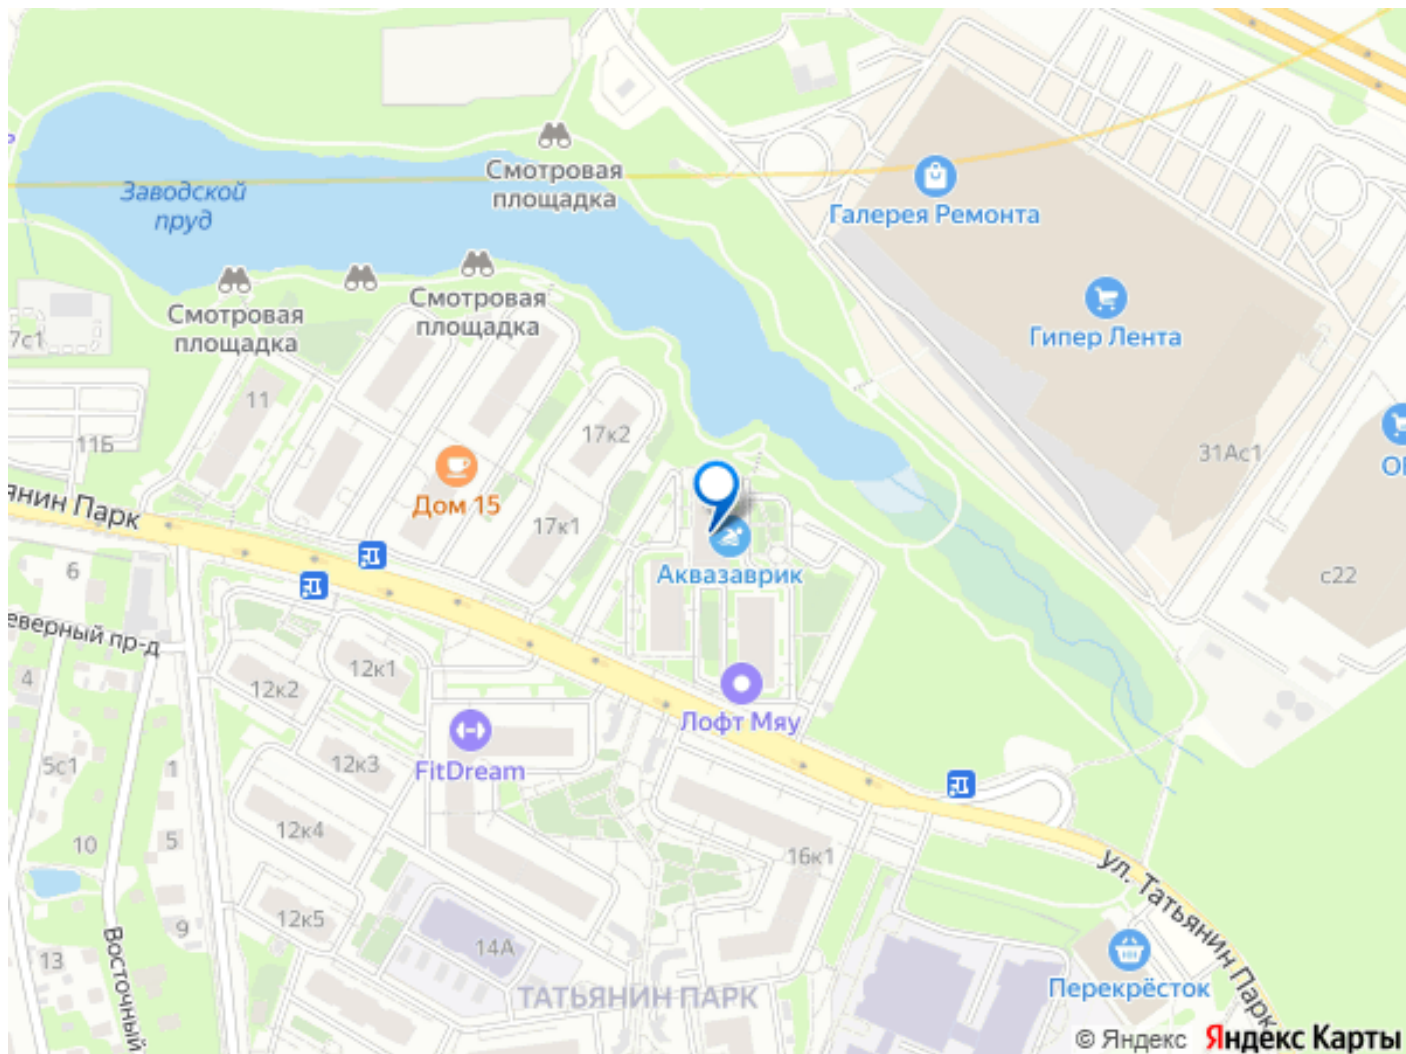 Смотровая
площадка
Заводской
пруд
Галерея Ремонта
Смотровая
площадка
Смотровая
площадка
Гипер Лента
7с1
11
17к2
11Б
31Ас1
Дом 15
янин Парк
17к1
Аквазаврик
с22
6
еверный пр-д
4
12к1
12к2
Лофт Мяу
5с1
1
12к3
FitDream
12к4
5
10
16к1
ул. Татьянин Парк
12к5
9
14А
13
Восточный
ТАТЬЯНИН ПАРК
Перекрёсток
© Яндекс Яндекс Карты